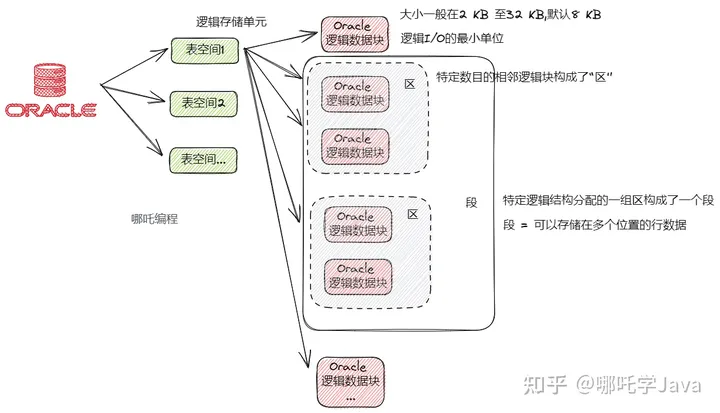 逻辑存储单元
大小一般在2 KB 至32 KB,默认8 KB
逻辑I/O的最小单位
Oracle
逻辑数据块
表空间1
表空间2
表空间...
ORACLE
哪吒编程
区
特定数目的相邻逻辑块构成了“区”
Oracle
逻辑数据块
Oracle
逻辑数据块
段
特定逻辑结构分配的一组区构成了一个段
段 = 可以存储在多个位置的行数据
区
Oracle
逻辑数据块
Oracle
逻辑数据块
Oracle
逻辑数据块
...
知乎 @哪吒学Java